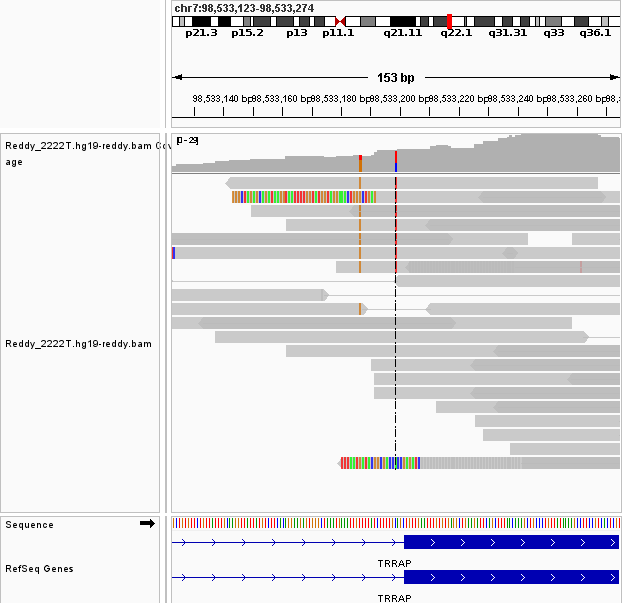 chr7:98,533,123-98,533,274
p21.3 p15.2 p13 p11.1 q21.11 q22.1 q31.31 q33 q36.1
153 bp
98,533,140 bp 98,533,160 bp 98,533,180 bp 98,533,200 bp 98,533,220 bp 98,533,240 bp 98,533,260 bp
Reddy_2222T.hg19-reddy.bam Cov
age
[0-29]
Reddy_2222T.hg19-reddy.bam
Sequence
RefSeq Genes
TRRAP
TRRAP